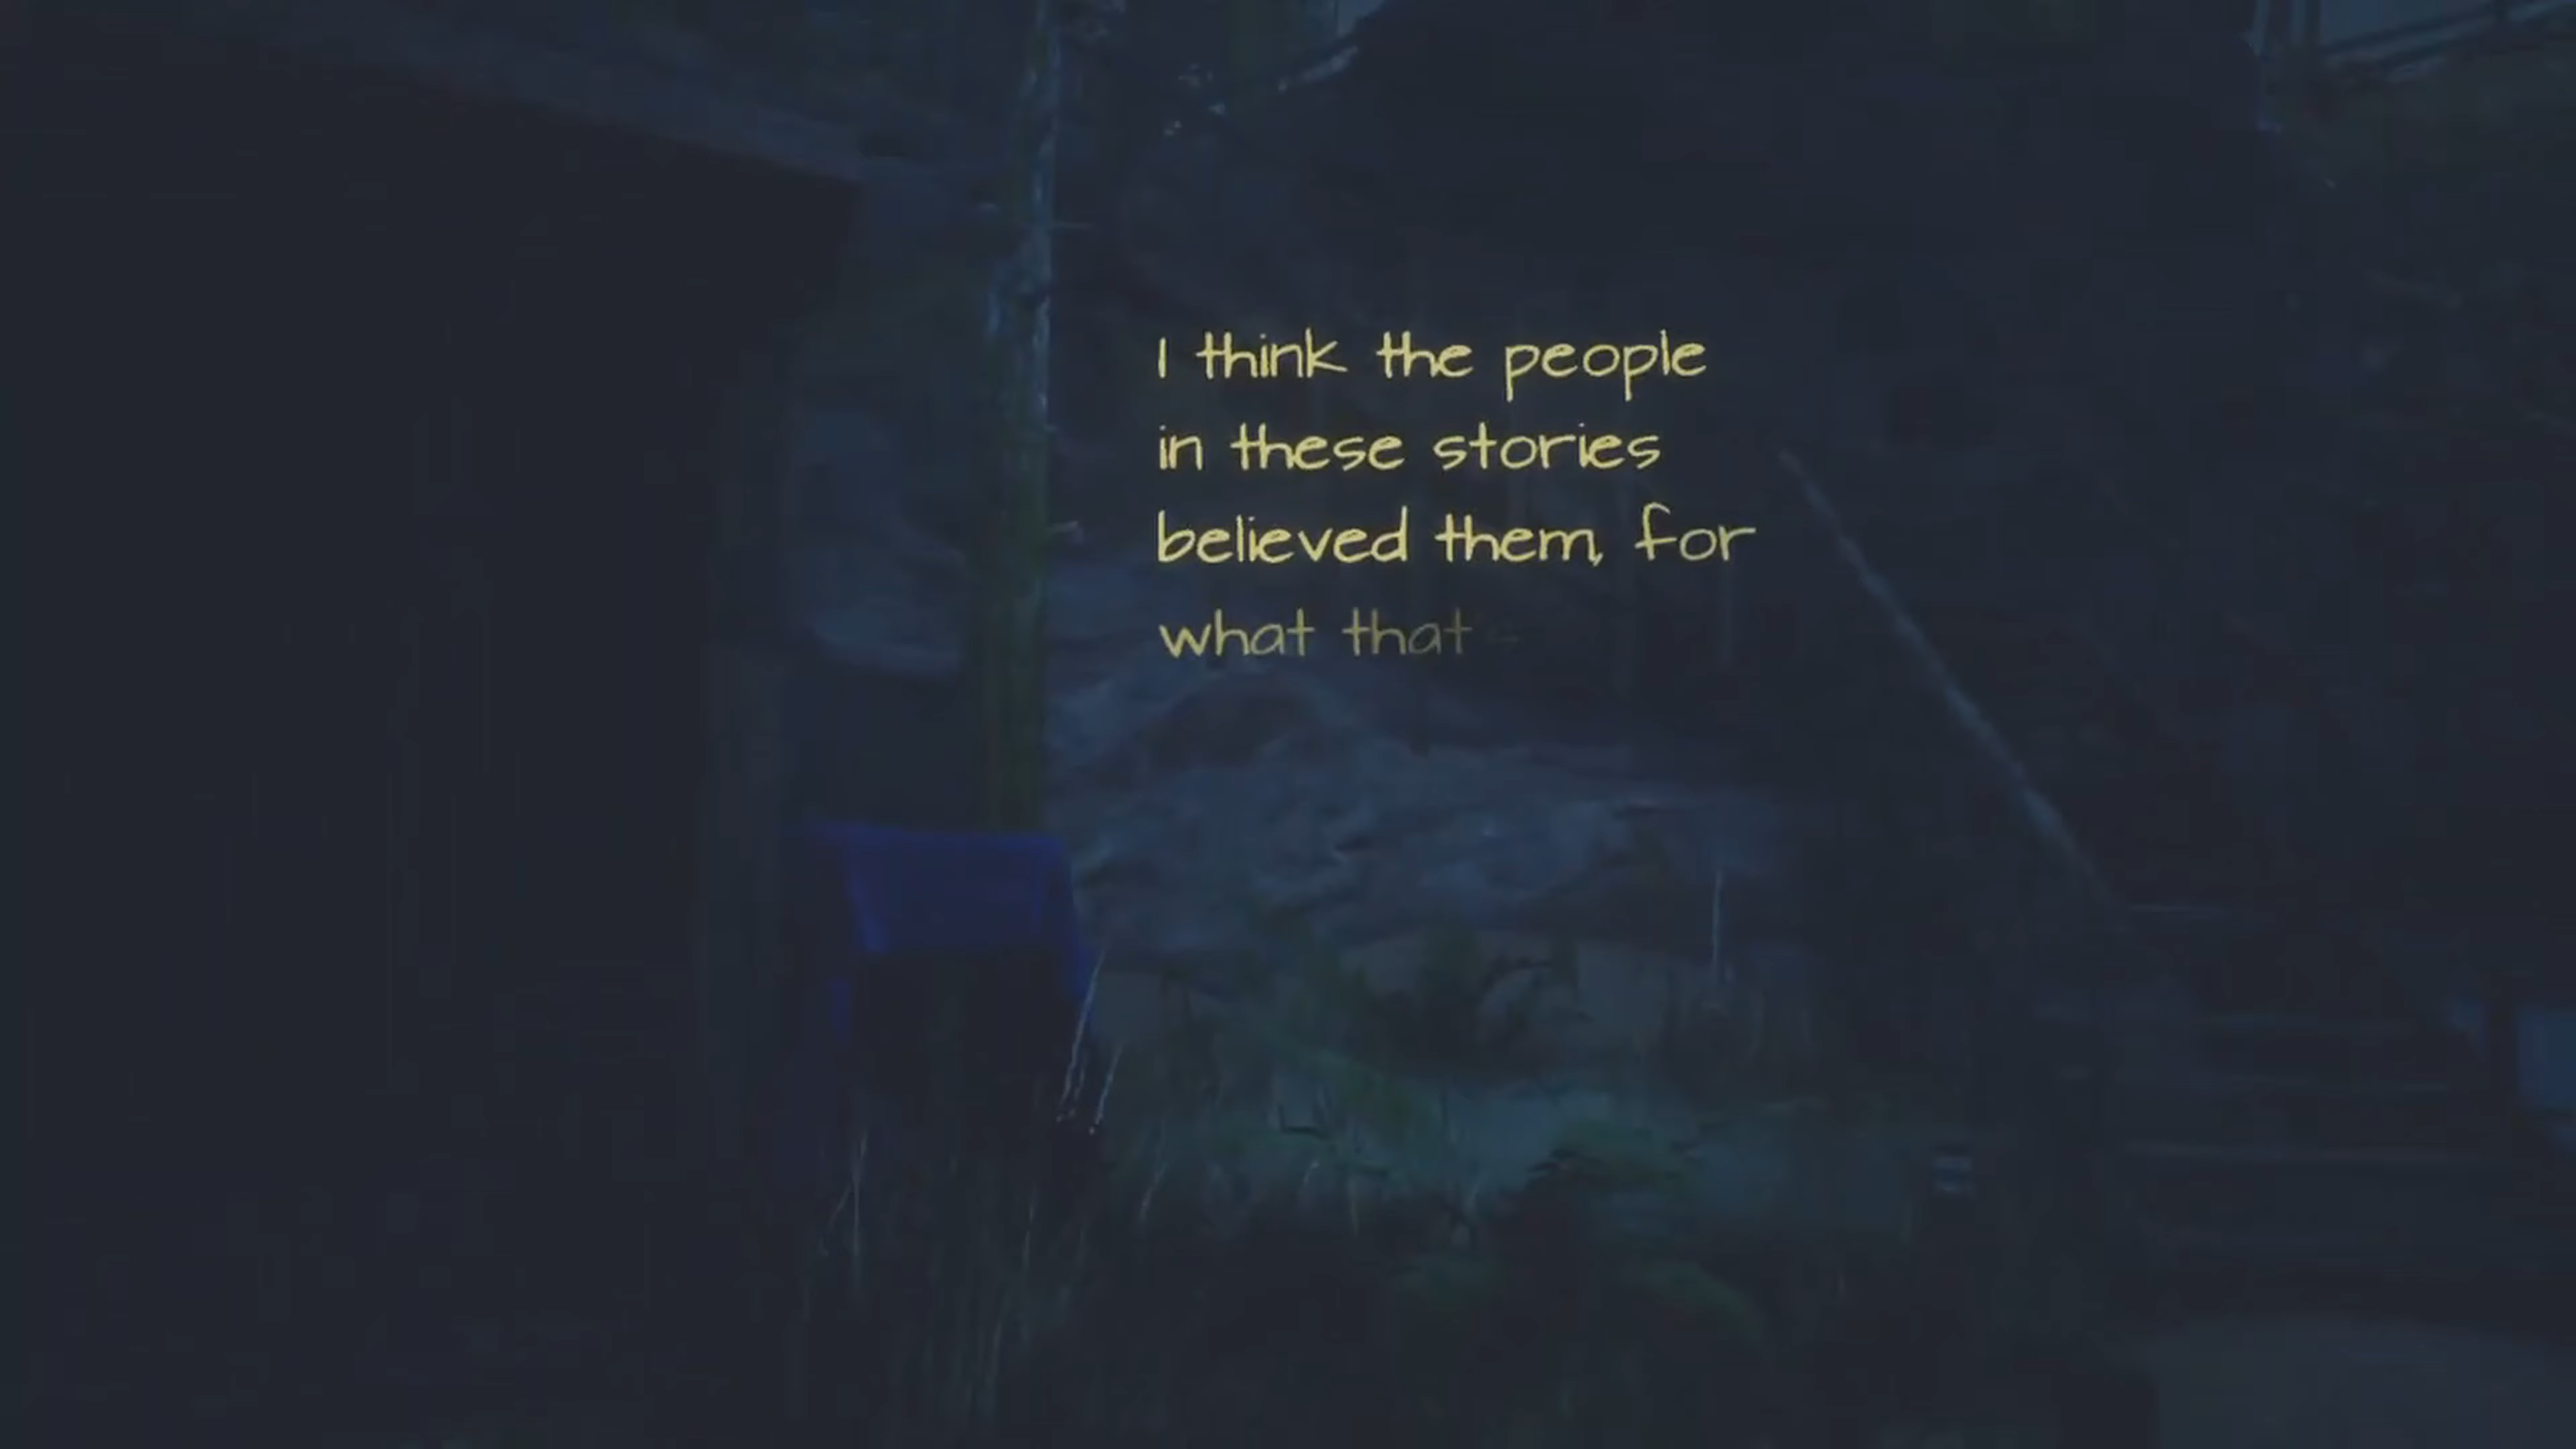 I think the people
in these stories
believed them, for
what that